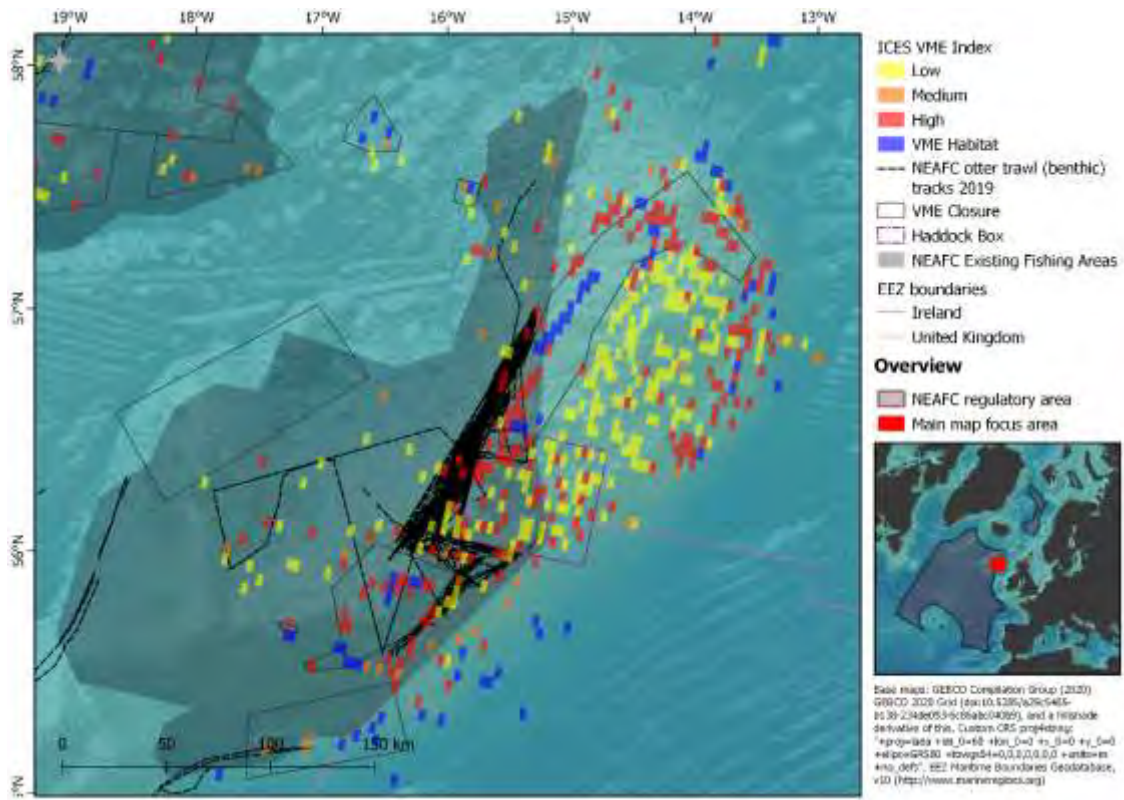 19°W 18°W 17°W 16°W 15°W 14°W 13°W
58°N
57°N
56°N
°N
0 50 100 150 km
ICES VME Index
Low
Medium
High
VME Habitat
NEAFC otter trawl (benthic)
tracks 2019
VME Closure
Haddock Box
NEAFC Existing Fishing Areas
EEZ boundaries
Ireland
United Kingdom
Overview
NEAFC regulatory area
Main map focus area
Base maps: GEBCO Compilation Group (2020)
GEBCO 2020 Grid
and a hillshade
derivative of this. Custom CRS proj4string:
EEZ Maritime Boundaries Geodatabase,
v10 (http://www.marineregions.org)